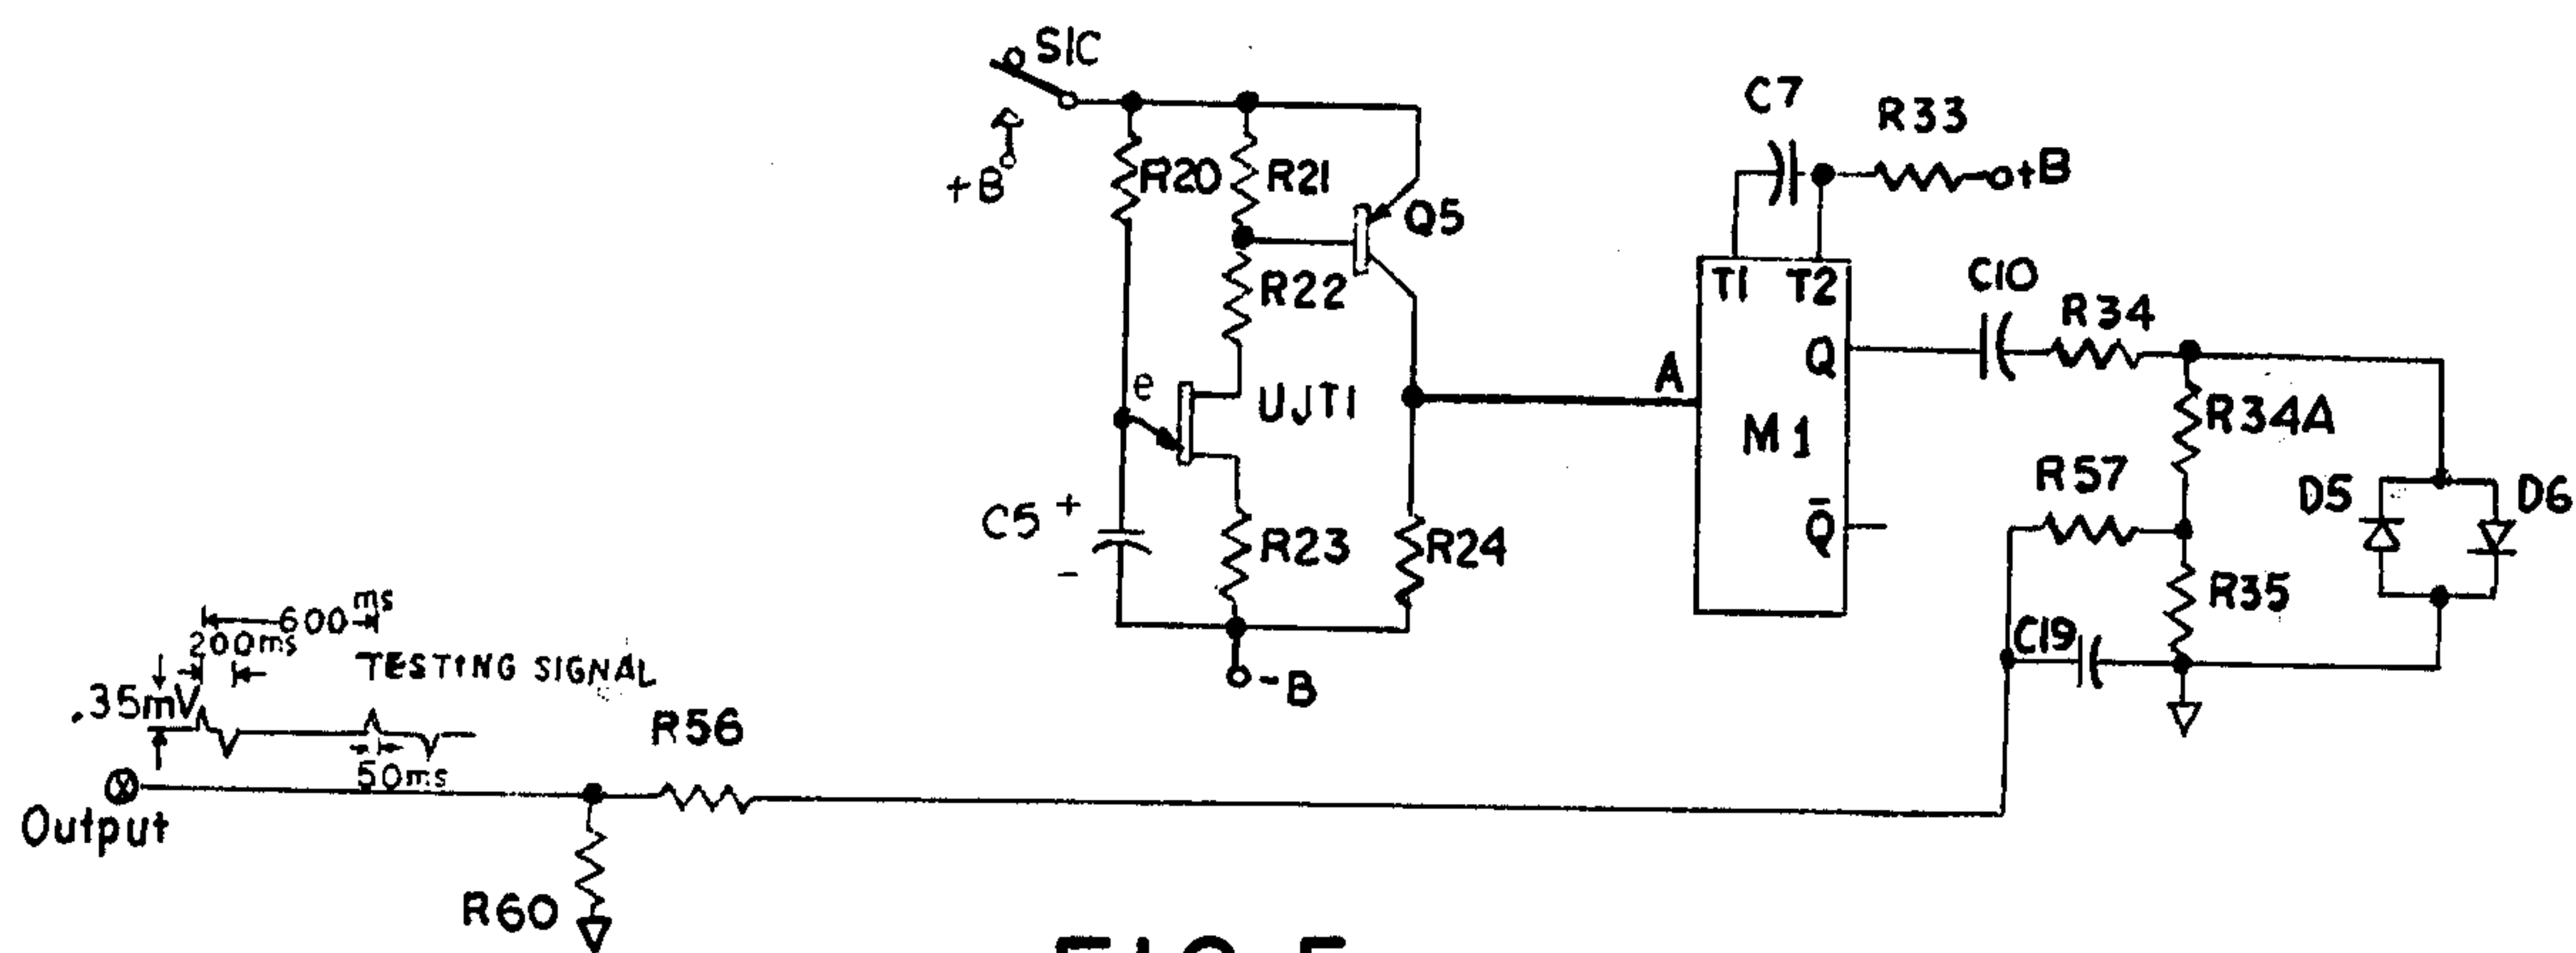 S1C
+B
R20
R21
Q5
R22
e
UJT1
C5
+
-
R23
R24
-B
C7
R33
+B
T1 T2
A
M1
Q
Q̄
C10
R34
R34A
R57
D5
D6
R35
C19
600ms
200ms
TESTING SIGNAL
.35mV
50ms
R56
Output
R60